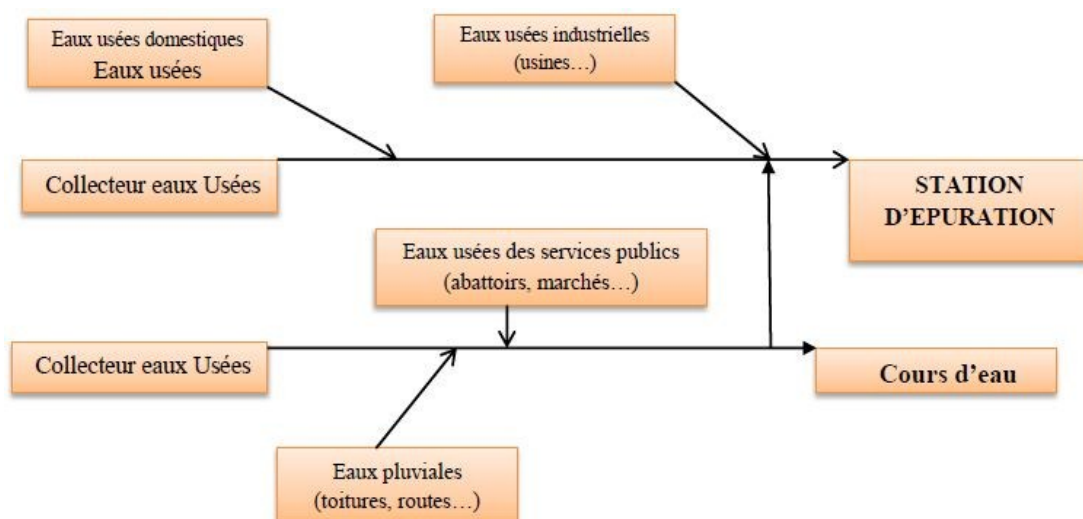 Eaux usées domestiques
Eaux usées
Eaux usées industrielles
(usines…)
Collecteur eaux Usées
STATION
D’EPURATION
Eaux usées des services publics
(abattoirs, marchés…)
Collecteur eaux Usées
Cours d’eau
Eaux pluviales
(toitures, routes…)